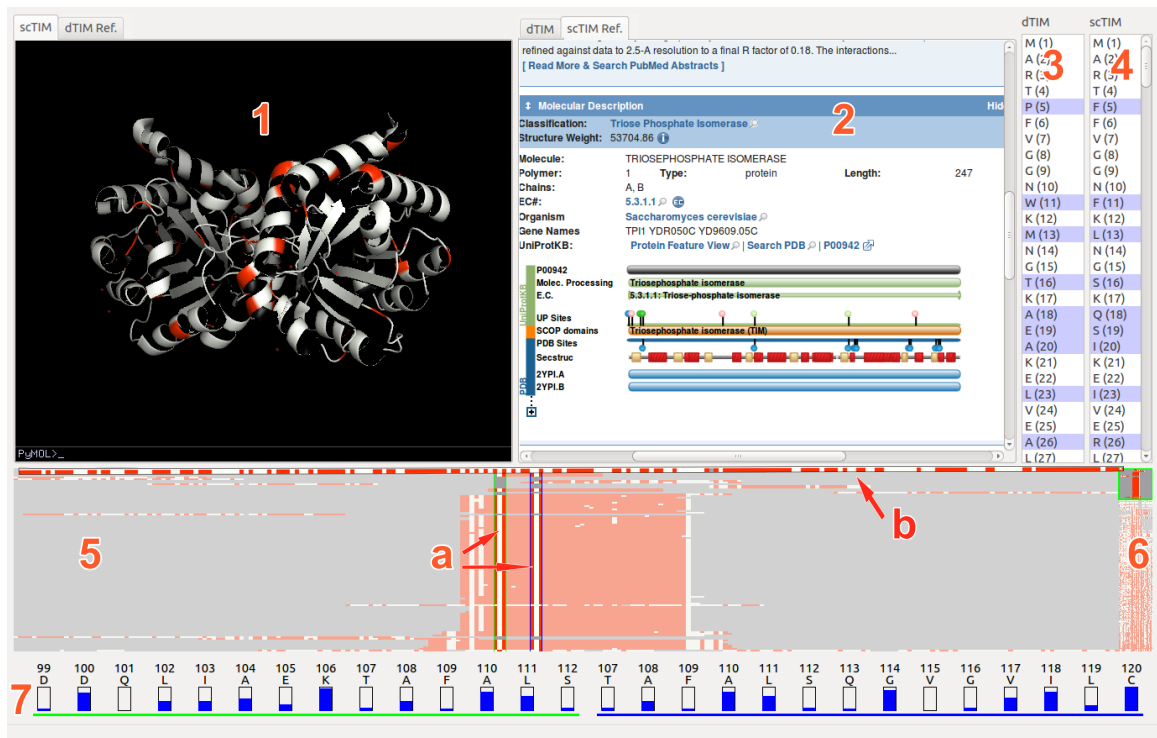 scTIM dTIM Ref.
1
PyMOL>_
dTIM scTIM Ref.
refined against data to 2.5-A resolution to a final R factor of 0.18. The interactions...
[ Read More & Search PubMed Abstracts ]
Molecular Description Hid
2
Classification: Triose Phosphate Isomerase
Structure Weight: 53704.86
Molecule: TRIOSEPHOSPHATE ISOMERASE
Polymer: 1 Type: protein Length: 247
Chains: A, B
EC#: 5.3.1.1 EC
Organism Saccharomyces cerevisiae
Gene Names TPI1 YDR050C YD9609.05C
UniProtKB: Protein Feature View | Search PDB | P00942
UniProtKB
P00942
Molec. Processing Triosephosphate isomerase
E.C. 5.3.1.1: Triose-phosphate isomerase
UP Sites
SCOP domains Triosephosphate isomerase (TIM)
PDB Sites
Secstruc
PDB
2YPI.A
2YPI.B
dTIM scTIM
3 4
M (1) M (1)
A (2) A (2)
R (3) R (3)
T (4) T (4)
P (5) F (5)
F (6) F (6)
V (7) V (7)
G (8) G (8)
G (9) G (9)
N (10) N (10)
W (11) F (11)
K (12) K (12)
M (13) L (13)
N (14) N (14)
G (15) G (15)
T (16) S (16)
K (17) K (17)
A (18) Q (18)
E (19) S (19)
A (20) I (20)
K (21) K (21)
E (22) E (22)
L (23) I (23)
V (24) V (24)
E (25) E (25)
A (26) R (26)
L (27) L (27)
5
a
b
6
7
99 100 101 102 103 104 105 106 107 108 109 110 111 112 107 108 109 110 111 112 113 114 115 116 117 118 119 120
D D Q L I A E K T A F A L S T A F A L S Q G V G V I L C